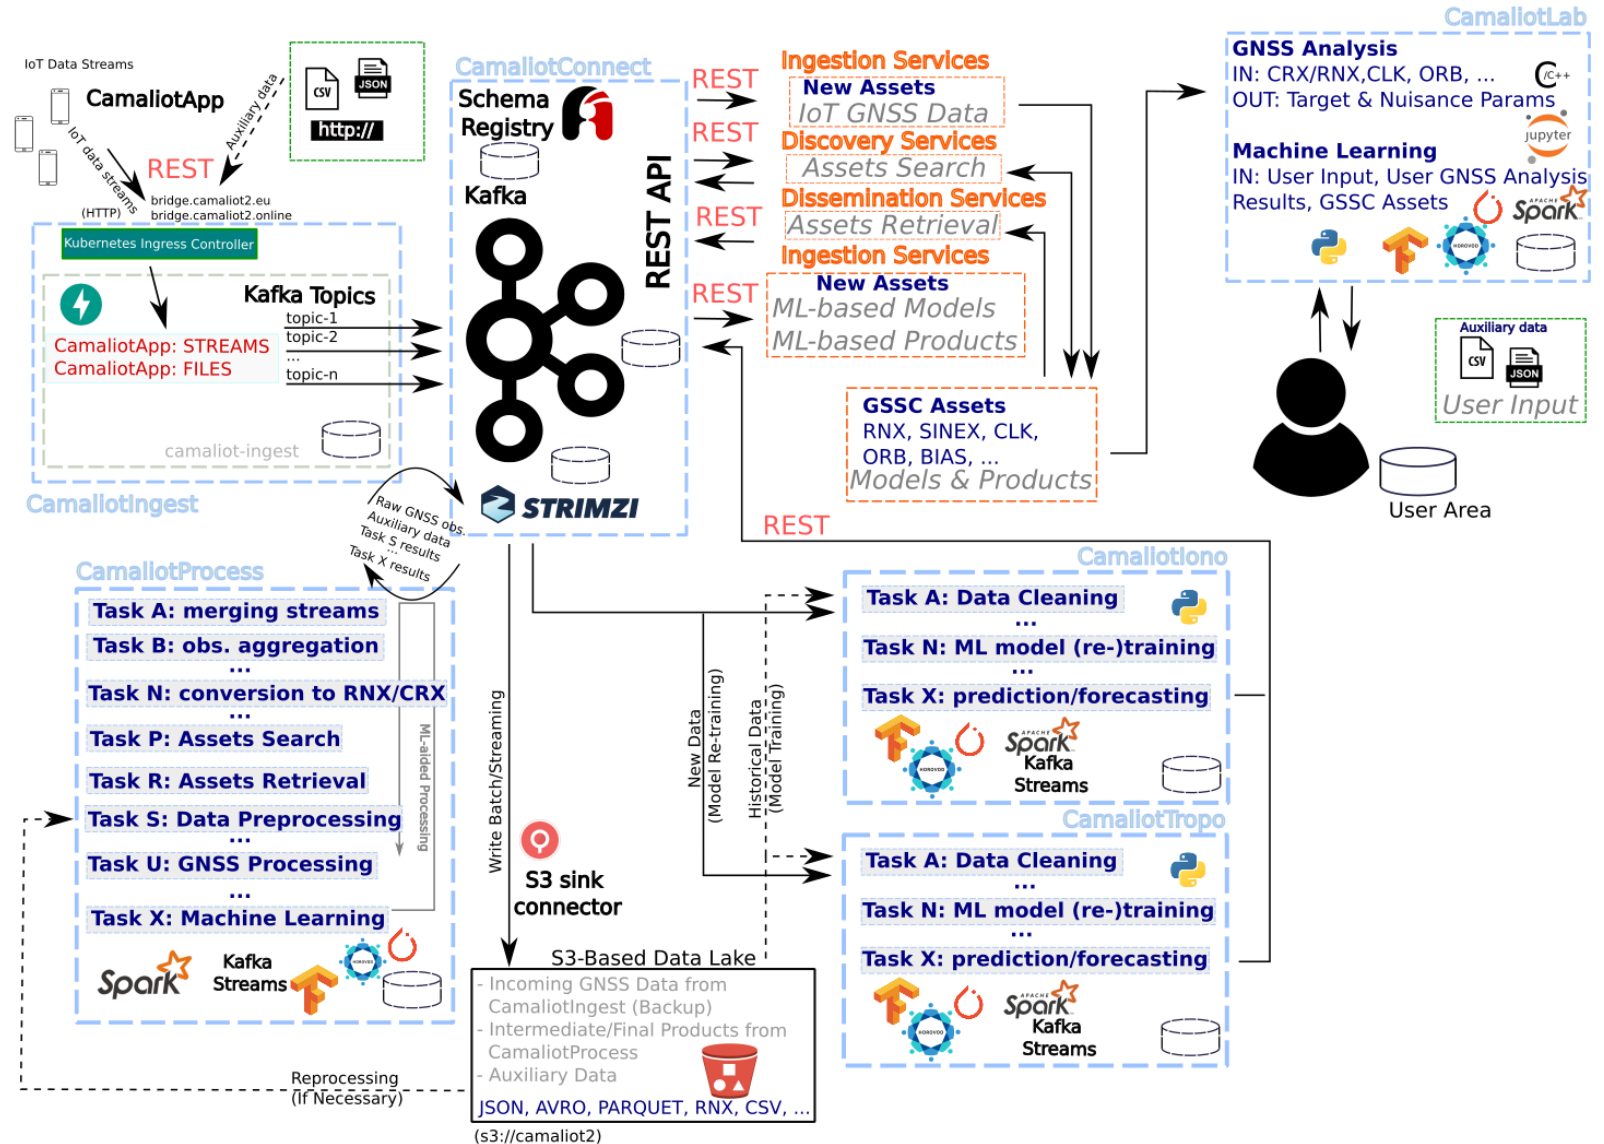 IoT Data Streams
CamaliotApp
IoT data streams
Auxiliary data
CSV
JSON
http://
REST
(HTTP)
bridge.camaliot2.eu
bridge.camaliot2.online
Kubernetes Ingress Controller
Kafka Topics
CamaliotApp: STREAMS
CamaliotApp: FILES
topic-1
topic-2
...
topic-n
camaliot-ingest
CamaliotIngest
CamaliotConnect
Schema
Registry
Kafka
REST API
STRIMZI
REST
REST
REST
REST
Ingestion Services
New Assets
IoT GNSS Data
Discovery Services
Assets Search
Dissemination Services
Assets Retrieval
Ingestion Services
New Assets
ML-based Models
ML-based Products
GSSC Assets
RNX, SINEX, CLK,
ORB, BIAS, ...
Models & Products
REST
CamaliotLab
GNSS Analysis
IN: CRX/RNX,CLK, ORB, ...
OUT: Target & Nuisance Params
C/C++
jupyter
Machine Learning
IN: User Input, User GNSS Analysis
Results, GSSC Assets
APACHE
Spark
HOROVOD
Auxiliary data
CSV
JSON
User Input
User Area
Raw GNSS obs.
Auxiliary data
Task S results
...
Task X results
CamaliotProcess
Task A: merging streams
Task B: obs. aggregation
...
Task N: conversion to RNX/CRX
...
Task P: Assets Search
Task R: Assets Retrieval
Task S: Data Preprocessing
...
Task U: GNSS Processing
...
Task X: Machine Learning
ML-aided Processing
Spark
Kafka
Streams
HOROVOD
Write Batch/Streaming
S3 sink
connector
New Data
(Model Re-training)
Historical Data
(Model Training)
CamaliotIono
Task A: Data Cleaning
...
Task N: ML model (re-)training
...
Task X: prediction/forecasting
HOROVOD
APACHE
Spark
Kafka
Streams
CamaliotTropo
Task A: Data Cleaning
...
Task N: ML model (re-)training
...
Task X: prediction/forecasting
HOROVOD
APACHE
Spark
Kafka
Streams
S3-Based Data Lake
- Incoming GNSS Data from
CamaliotIngest (Backup)
- Intermediate/Final Products from
CamaliotProcess
- Auxiliary Data
JSON, AVRO, PARQUET, RNX, CSV, ...
(s3://camaliot2)
Reprocessing
(If Necessary)